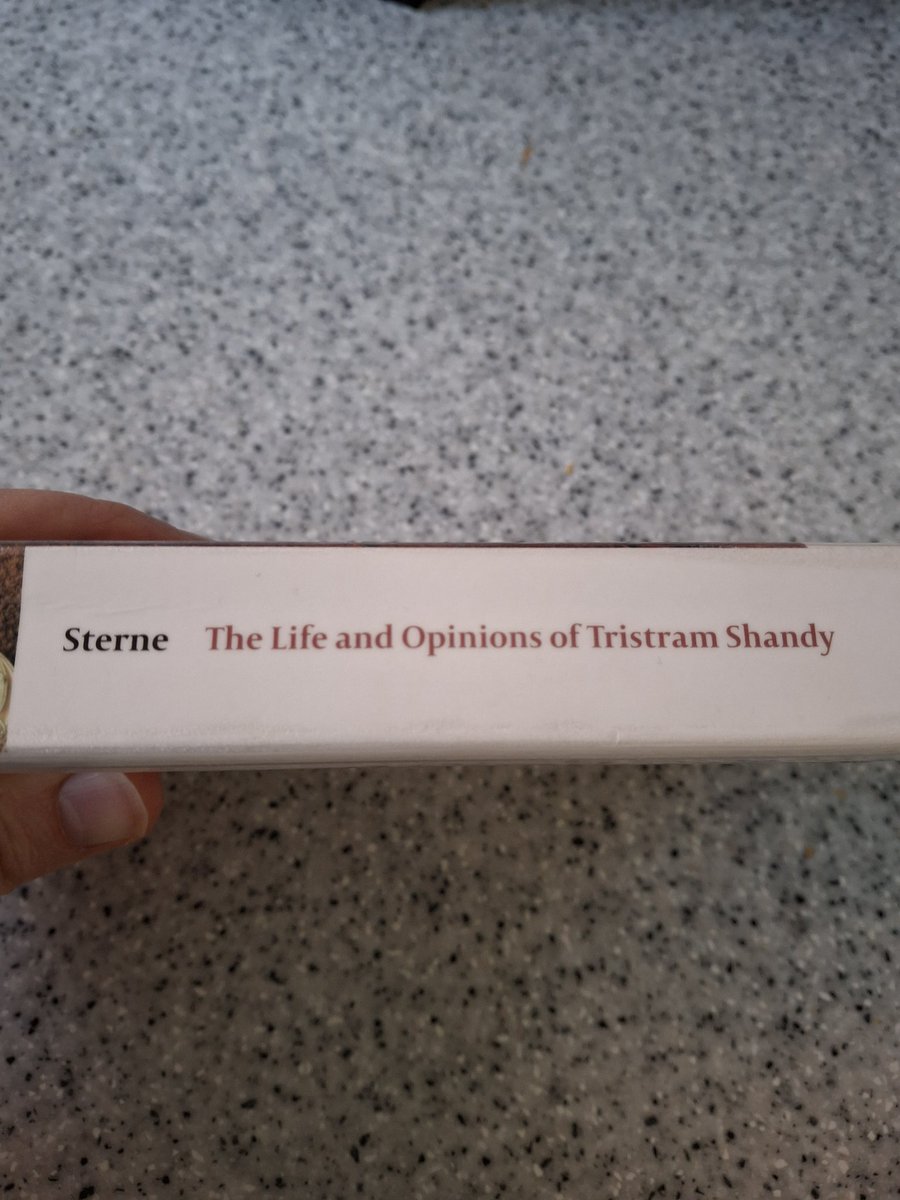 Sterne The Life and Opinions of Tristram Shandy